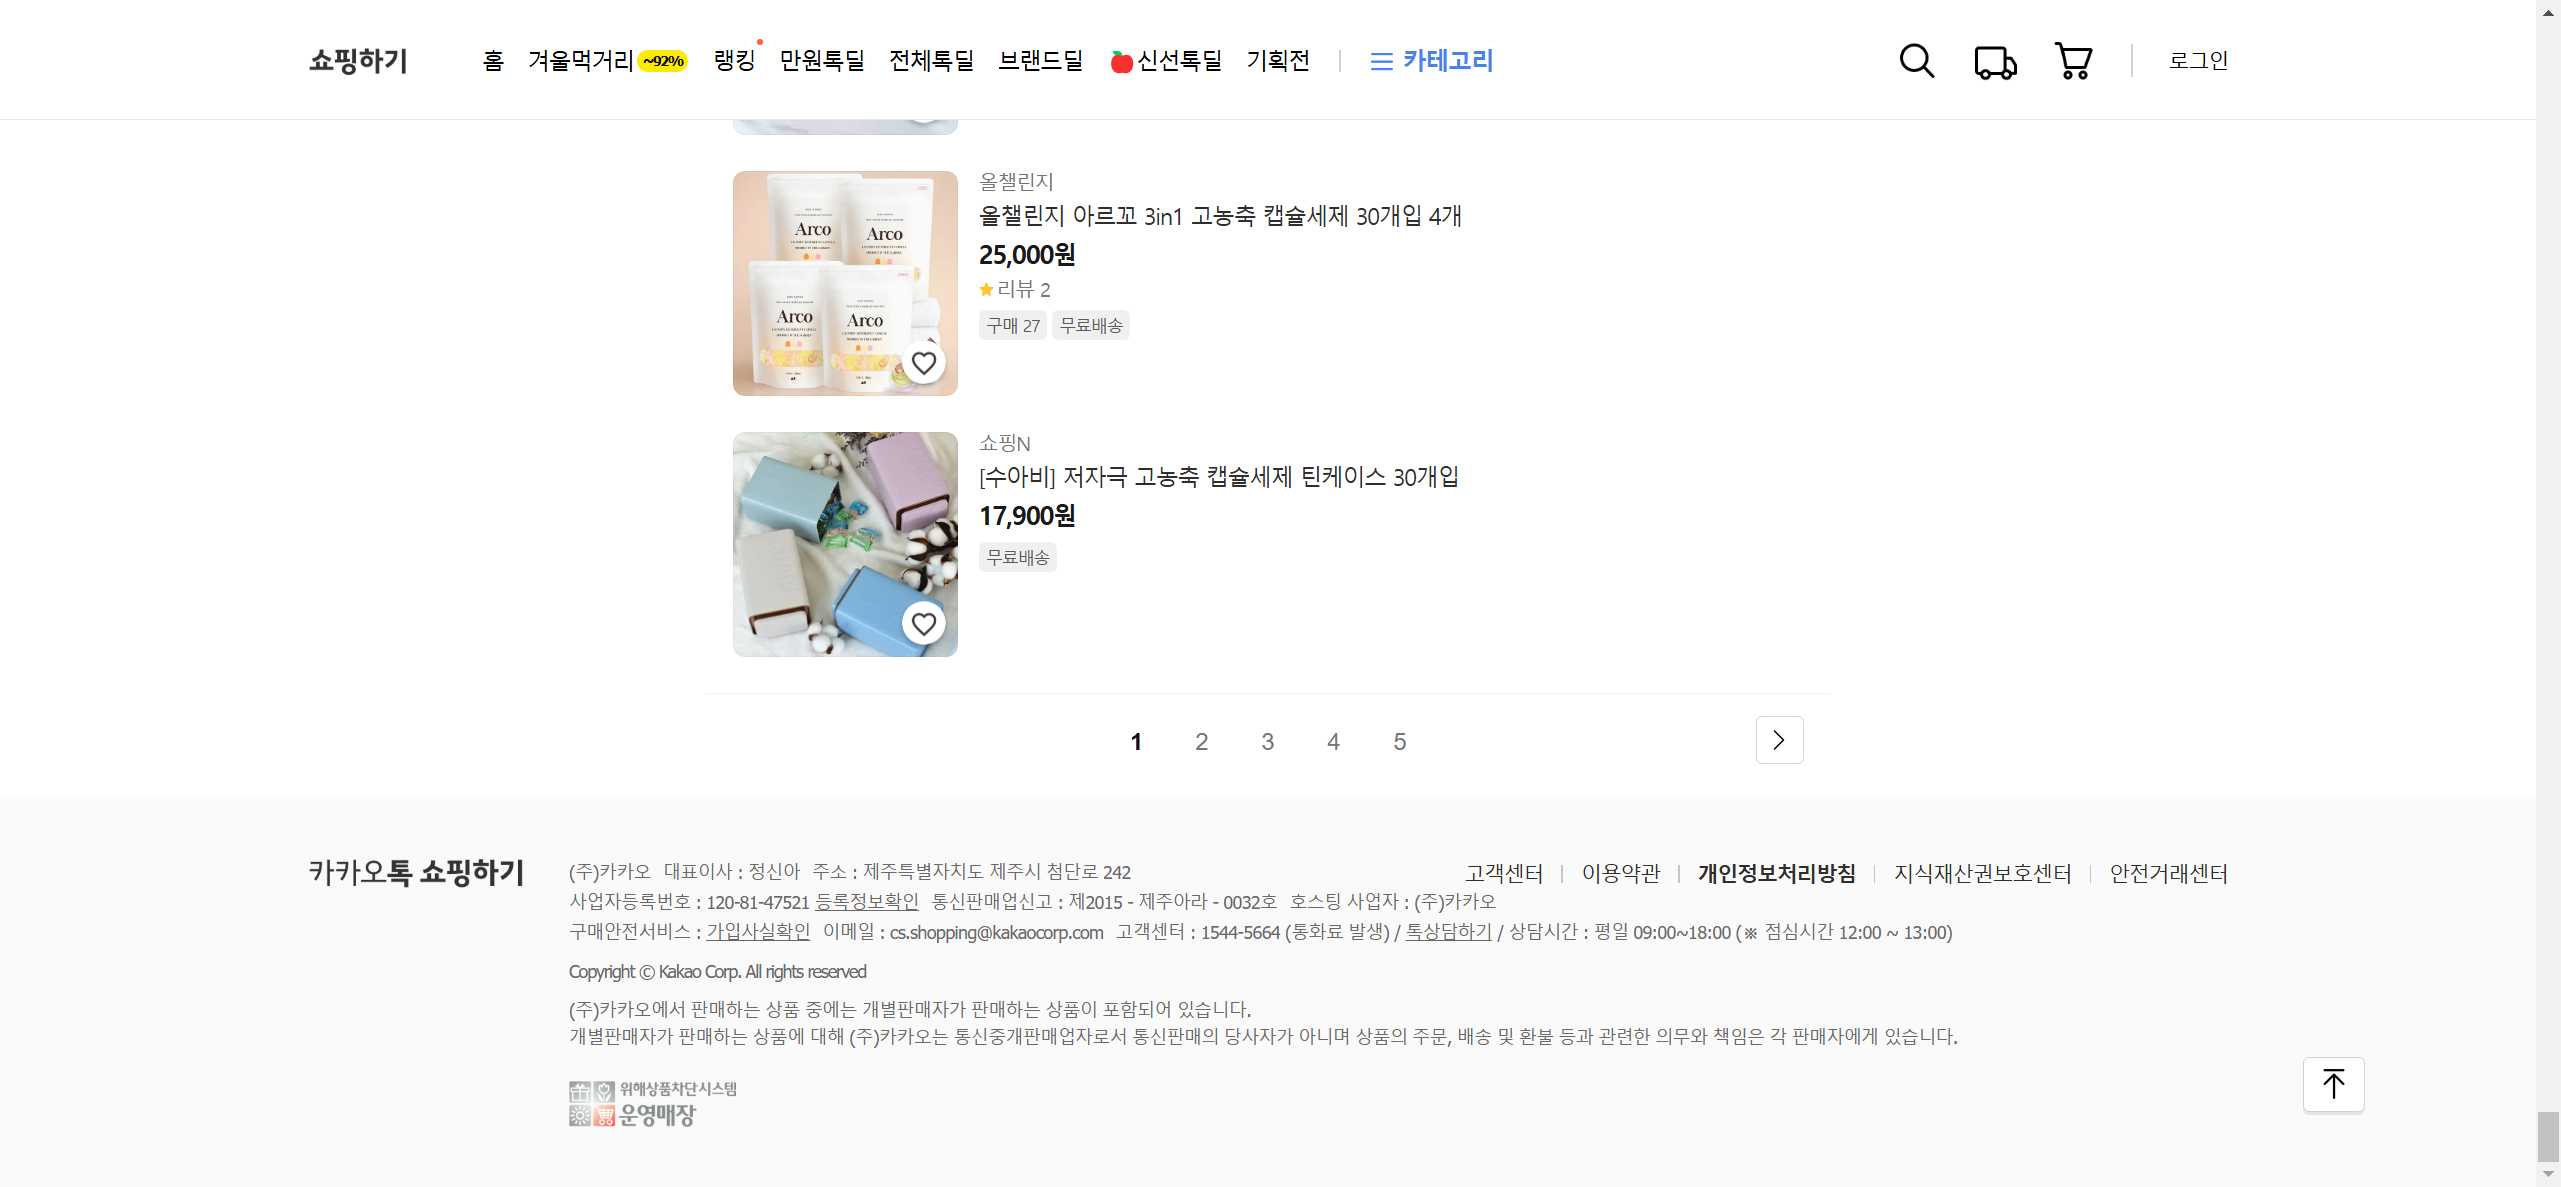 쇼핑하기
홈 겨울먹거리 ~92% 랭킹 만원톡딜 전체톡딜 브랜드딜 신선톡딜 기획전 카테고리 로그인
올챌린지
올챌린지 아르꼬 3in1 고농축 캡슐세제 30개입 4개
25,000원
리뷰 2
구매 27 무료배송
Arco
Arco
Arco
Arco
쇼핑N
[수아비] 저자극 고농축 캡슐세제 틴케이스 30개입
17,900원
무료배송
1 2 3 4 5
카카오톡 쇼핑하기
(주)카카오 대표이사 : 정신아 주소 : 제주특별자치도 제주시 첨단로 242
고객센터 이용약관 개인정보처리방침 지식재산권보호센터 안전거래센터
사업자등록번호 : 120-81-47521 등록정보확인 통신판매업신고 : 제2015 - 제주아라 - 0032호 호스팅 사업자 : (주)카카오
구매안전서비스 : 가입사실확인 이메일 : cs.shopping@kakaocorp.com 고객센터 : 1544-5664 (통화료 발생) / 톡상담하기 / 상담시간 : 평일 09:00~18:00 (※ 점심시간 12:00 ~ 13:00)
Copyright © Kakao Corp. All rights reserved
(주)카카오에서 판매하는 상품 중에는 개별판매자가 판매하는 상품이 포함되어 있습니다.
개별판매자가 판매하는 상품에 대해 (주)카카오는 통신중개판매업자로서 통신판매의 당사자가 아니며 상품의 주문, 배송 및 환불 등과 관련한 의무와 책임은 각 판매자에게 있습니다.
위해상품차단시스템
운영매장